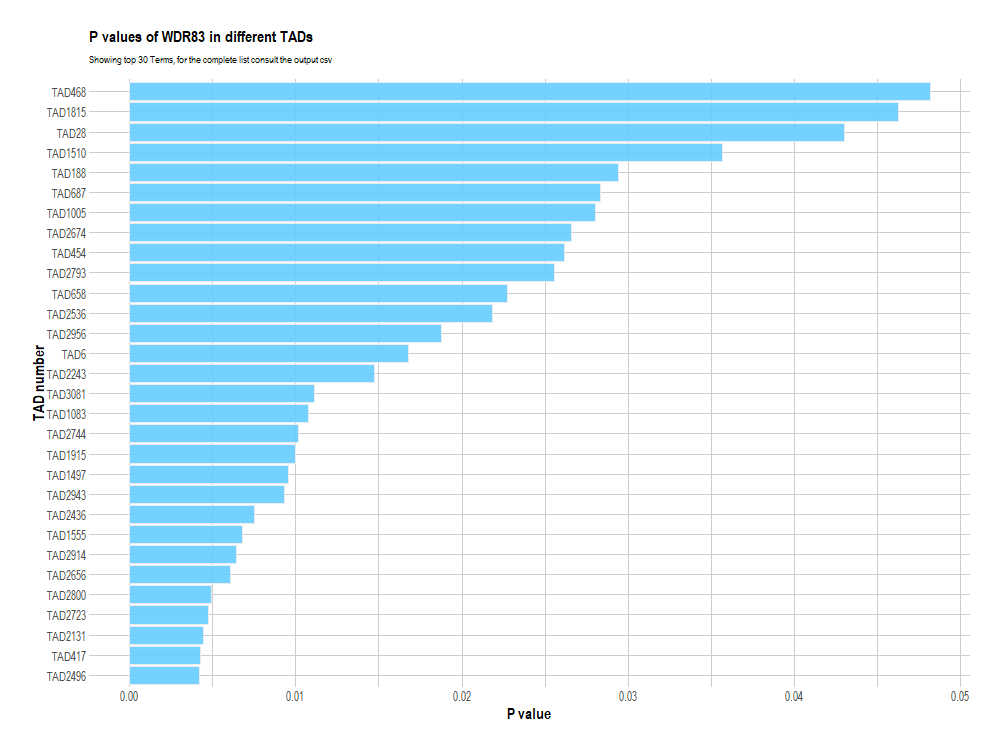 P values of WDR83 in different TADs
Showing top 30 Terms, for the complete list consult the output csv
TAD468
TAD1815
TAD28
TAD1510
TAD188
TAD687
TAD1005
TAD2674
TAD454
TAD2793
TAD658
TAD2536
TAD2956
TAD6
TAD2243
TAD3081
TAD1083
TAD2744
TAD1915
TAD1497
TAD2943
TAD2436
TAD1555
TAD2914
TAD2656
TAD2800
TAD2723
TAD2131
TAD417
TAD2496
TAD number
0.00 0.01 0.02 0.03 0.04 0.05
P value